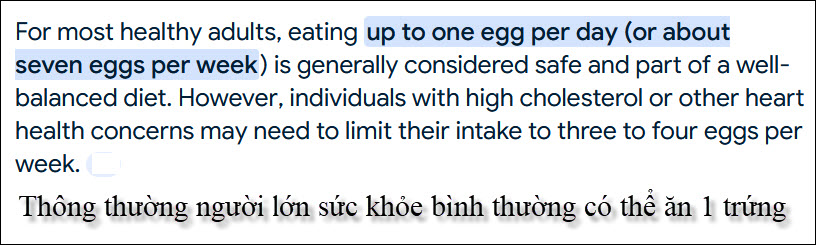 For most healthy adults, eating up to one egg per day (or about
seven eggs per week) is generally considered safe and part of a well-
balanced diet. However, individuals with high cholesterol or other heart
health concerns may need to limit their intake to three to four eggs per
week.
Thông thường người lớn sức khỏe bình thường có thể ăn 1 trứng